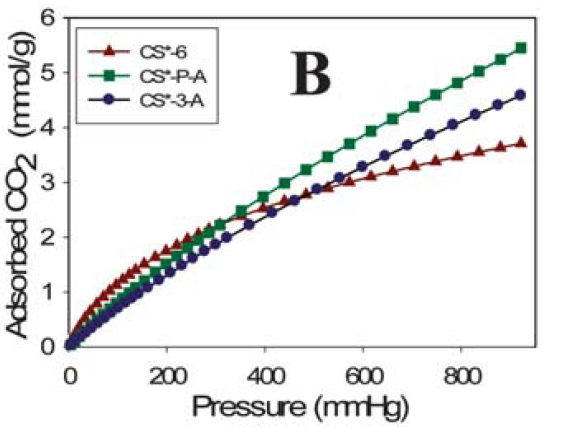 6
5
4
3
2
1
0
Adsorbed CO2 (mmol/g)
CS*-6
CS*-P-A
CS*-3-A
B
0 200 400 600 800
Pressure (mmHg)